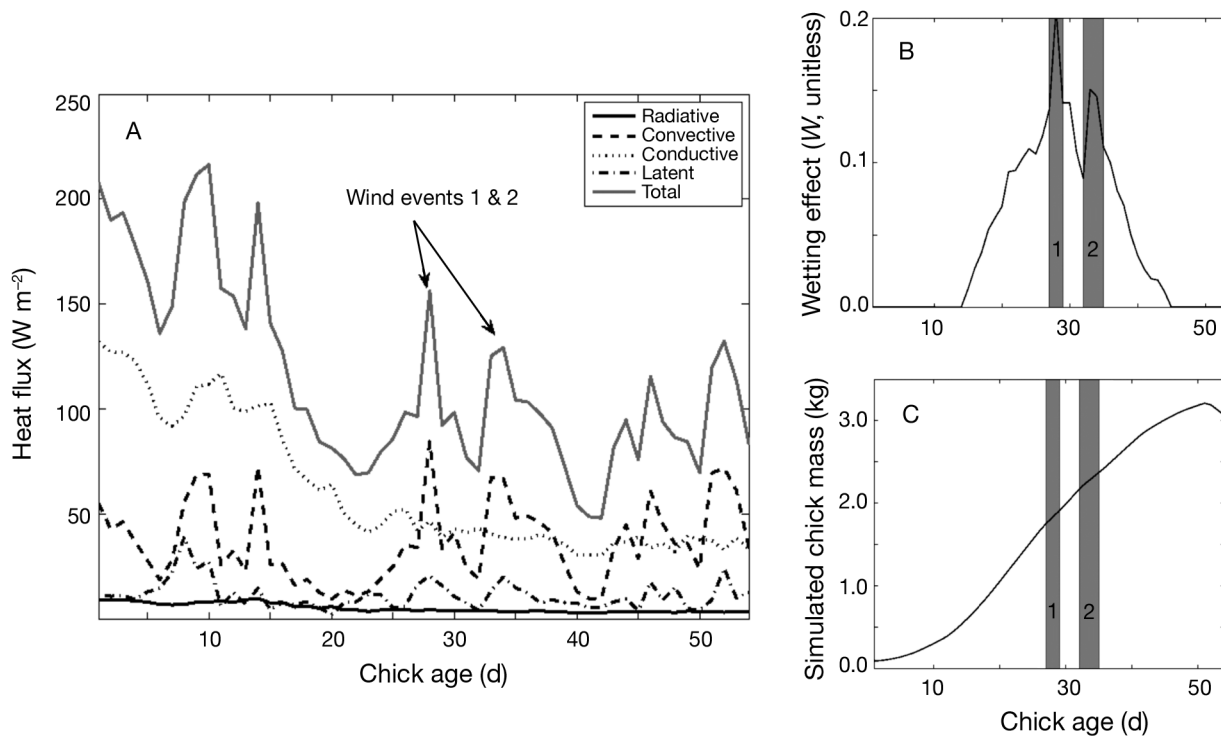 A
250
200
150
100
50
10
20
30
40
50
Heat flux (W m⁻²)
Chick age (d)
Radiative
Convective
Conductive
Latent
Total
Wind events 1 & 2
B
0.2
0.1
0.0
10
30
50
Wetting effect (W, unitless)
1
2
C
3.0
2.0
1.0
0.0
10
30
50
Simulated chick mass (kg)
1
2
Chick age (d)